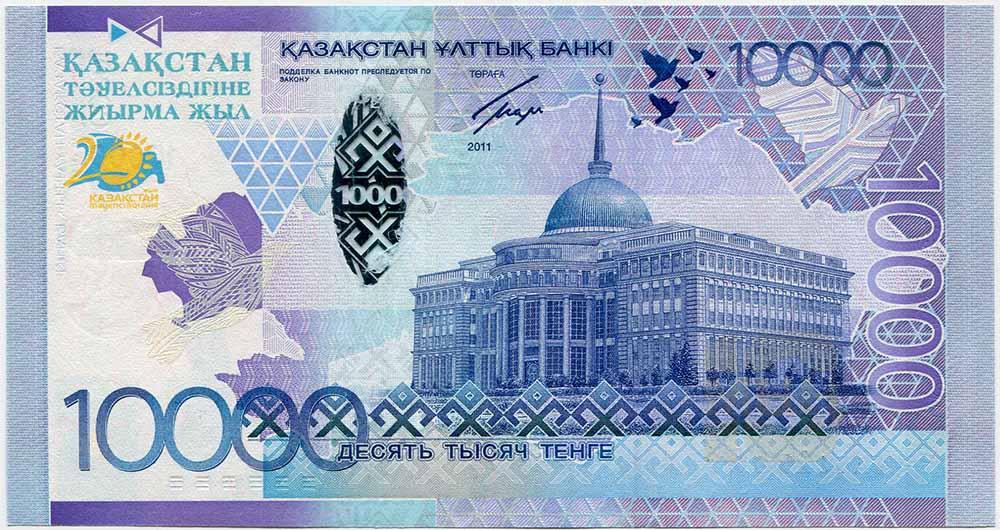 ҚАЗАҚСТАН
ТӘУЕЛСІЗДІГІНЕ
ЖИЫРМА ЖЫЛ
20
ҚАЗАҚСТАН
ҚАЗАҚСТАН ҰЛТТЫҚ БАНКІ
ПОДДЕЛКА БАНКНОТ ПРЕСЛЕДУЕТСЯ ПО
ЗАКОНУ
ТӨРАҒА
2011
10000
1000
10000
10000
ДЕСЯТЬ ТЫСЯЧ ТЕНГЕ